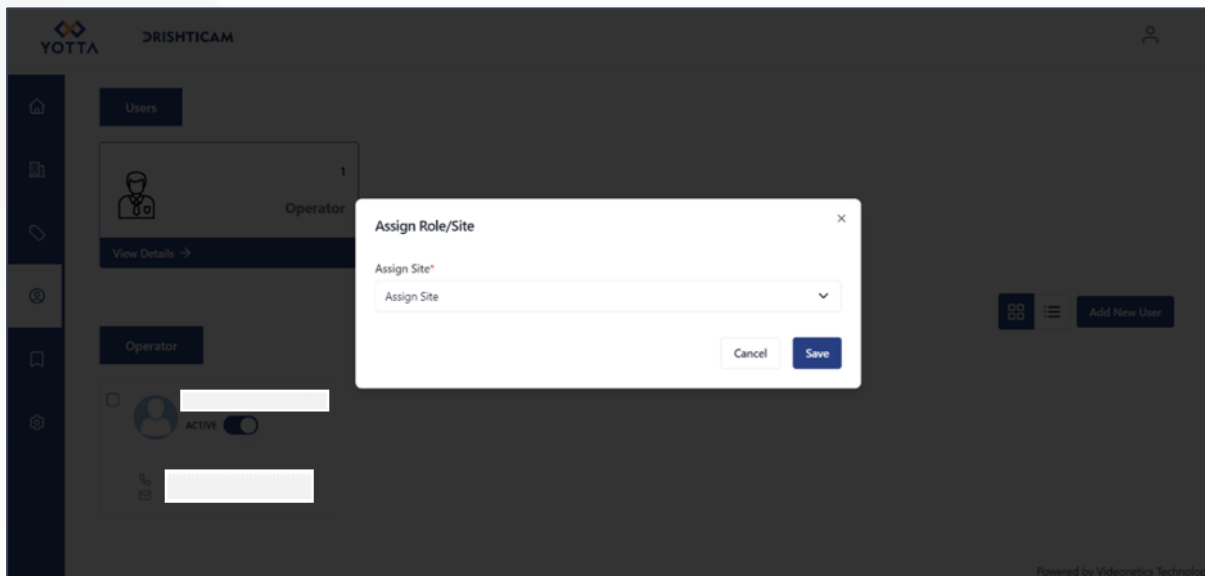 YOTTA
DRISHTICAM
Users
1
Operator
View Details →
Assign Role/Site
×
Assign Site*
Assign Site
Cancel
Save
Add New User
Operator
ACTIVE
Powered by Videonetics Technolog